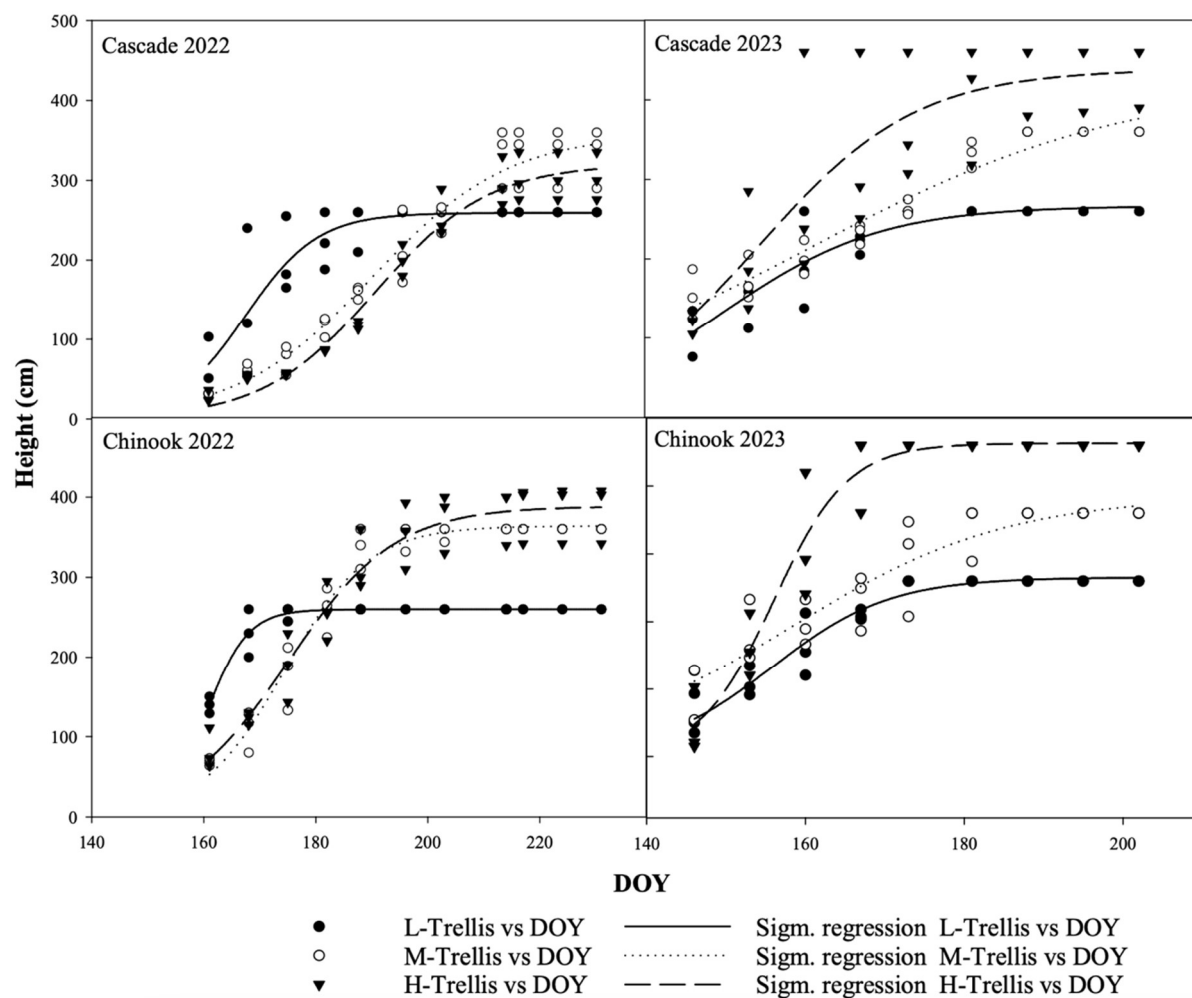 500
Cascade 2022
Cascade 2023
400
300
200
100
0
Height (cm)
Chinook 2022
Chinook 2023
400
300
200
100
0
140 160 180 200 220 140 160 180 200
DOY
L-Trellis vs DOY Sigm. regression L-Trellis vs DOY
M-Trellis vs DOY Sigm. regression M-Trellis vs DOY
H-Trellis vs DOY Sigm. regression H-Trellis vs DOY